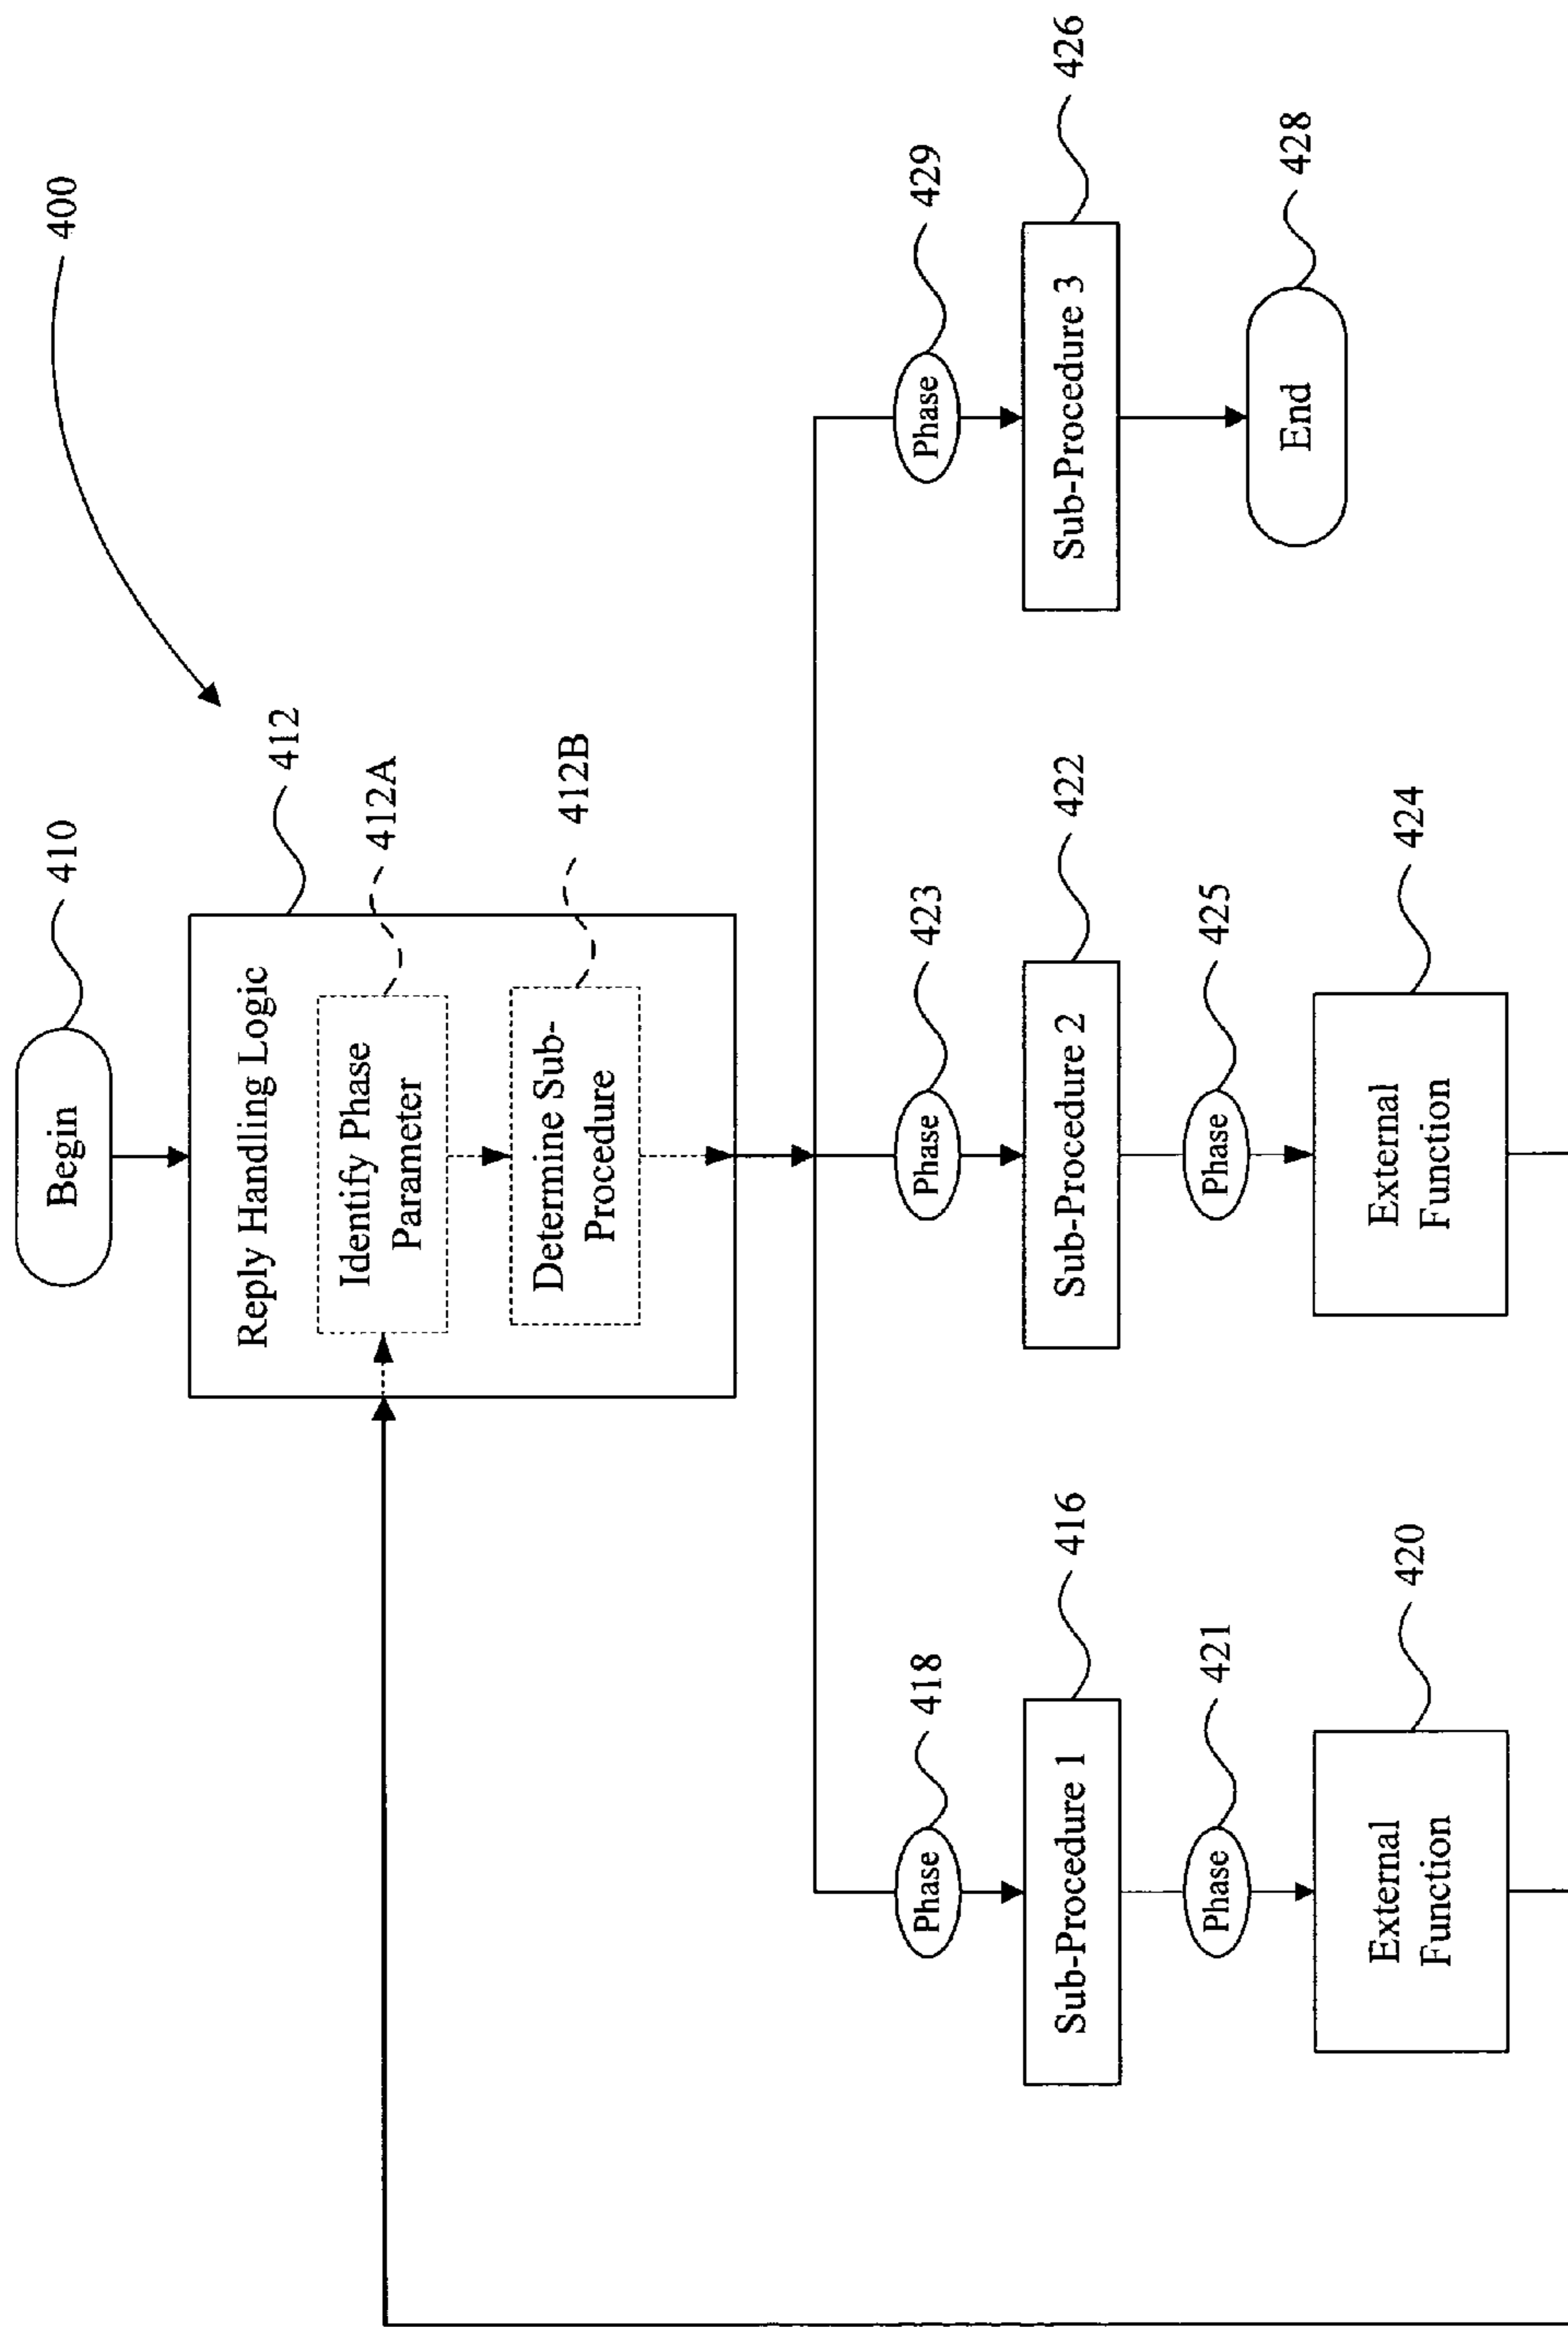 400
Begin
410
Reply Handling Logic
412
Identify Phase
Parameter
412A
Determine Sub-
Procedure
412B
Phase
418
Phase
423
Phase
429
Sub-Procedure 1
416
Sub-Procedure 2
422
Sub-Procedure 3
426
Phase
421
Phase
425
End
428
External
Function
420
External
Function
424